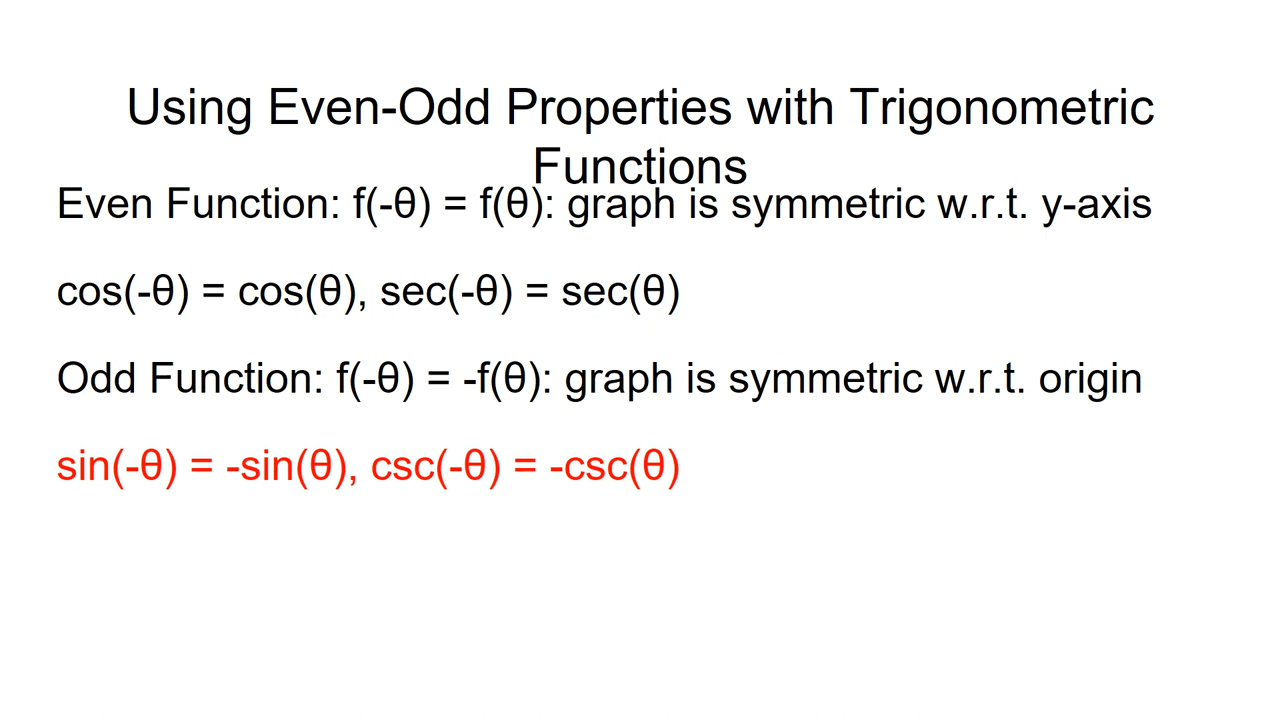 Using Even-Odd Properties with Trigonometric
Functions
Even Function: f(-θ) = f(θ): graph is symmetric w.r.t. y-axis
cos(-θ) = cos(θ), sec(-θ) = sec(θ)
Odd Function: f(-θ) = -f(θ): graph is symmetric w.r.t. origin
sin(-θ) = -sin(θ), csc(-θ) = -csc(θ)